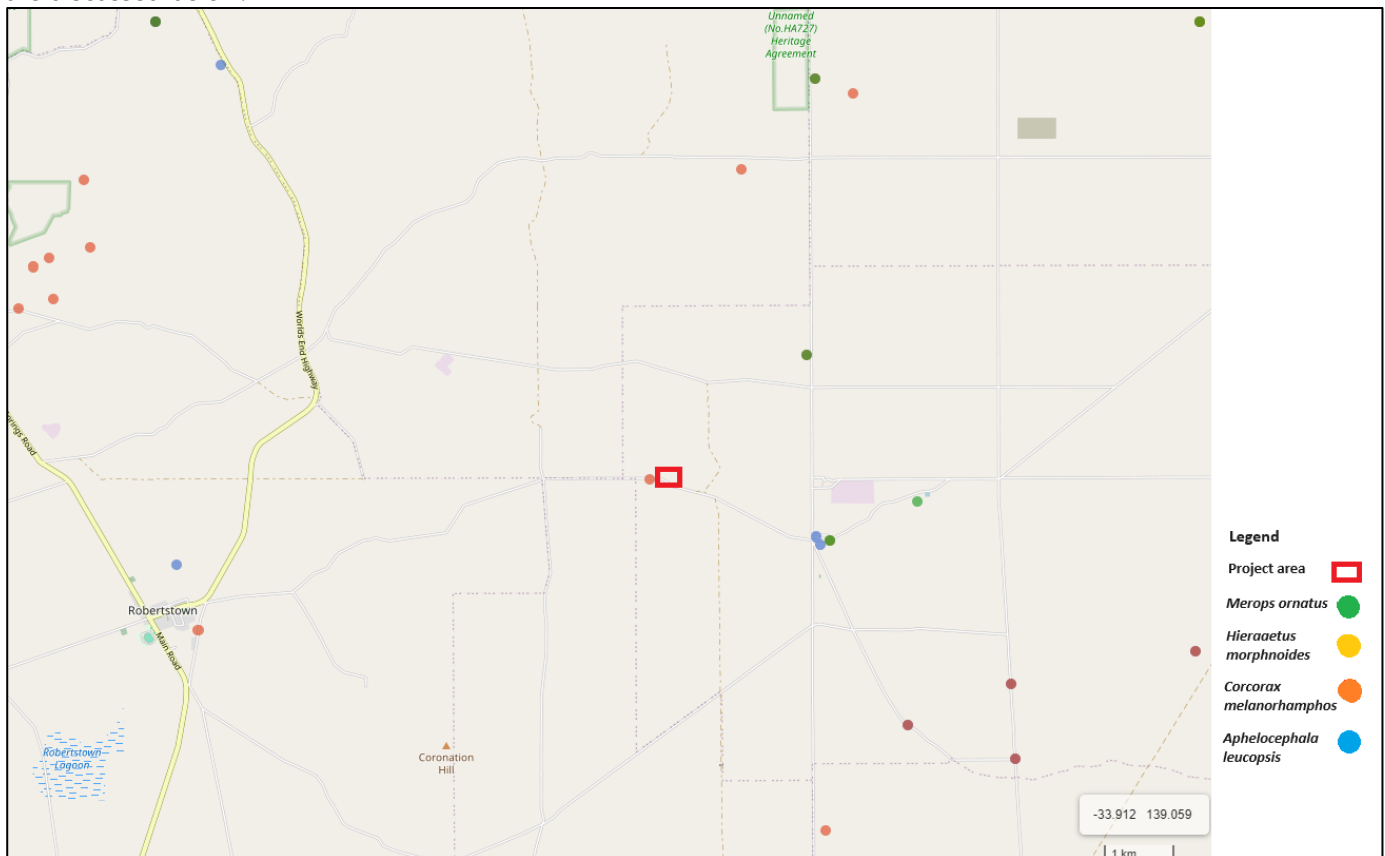 Unnamed
(No.HA727)
Heritage
Agreement
Worlds End Highway
Road
Robertstown
Main Road
Robertstown
Lagoon
Coronation
Hill
-33.912 139.059
1 km
Legend
Project area
Merops ornatus
Hieraaetus
morphnoides
Corcorax
melanorhamphos
Aphelocephala
leucopsis